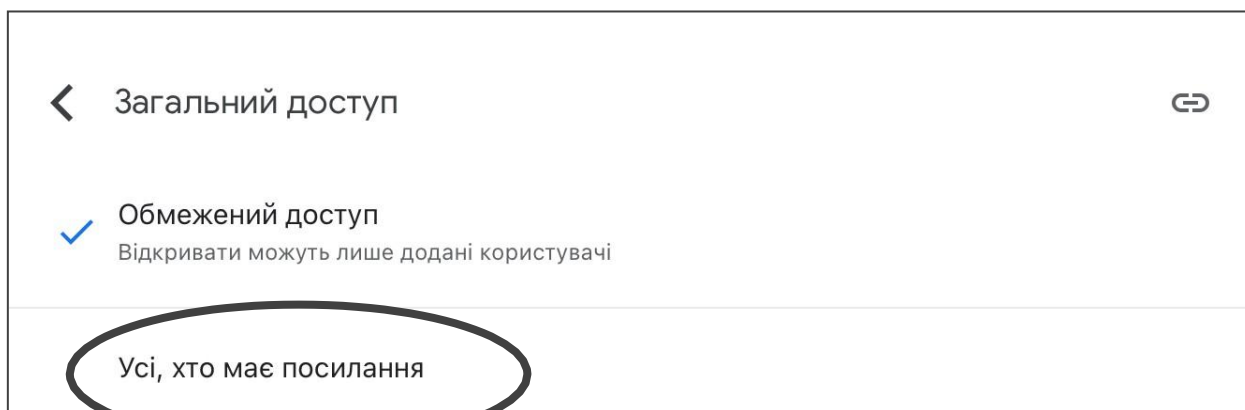 Загальний доступ
Обмежений доступ
Відкривати можуть лише додані користувачі
Усі, хто має посилання